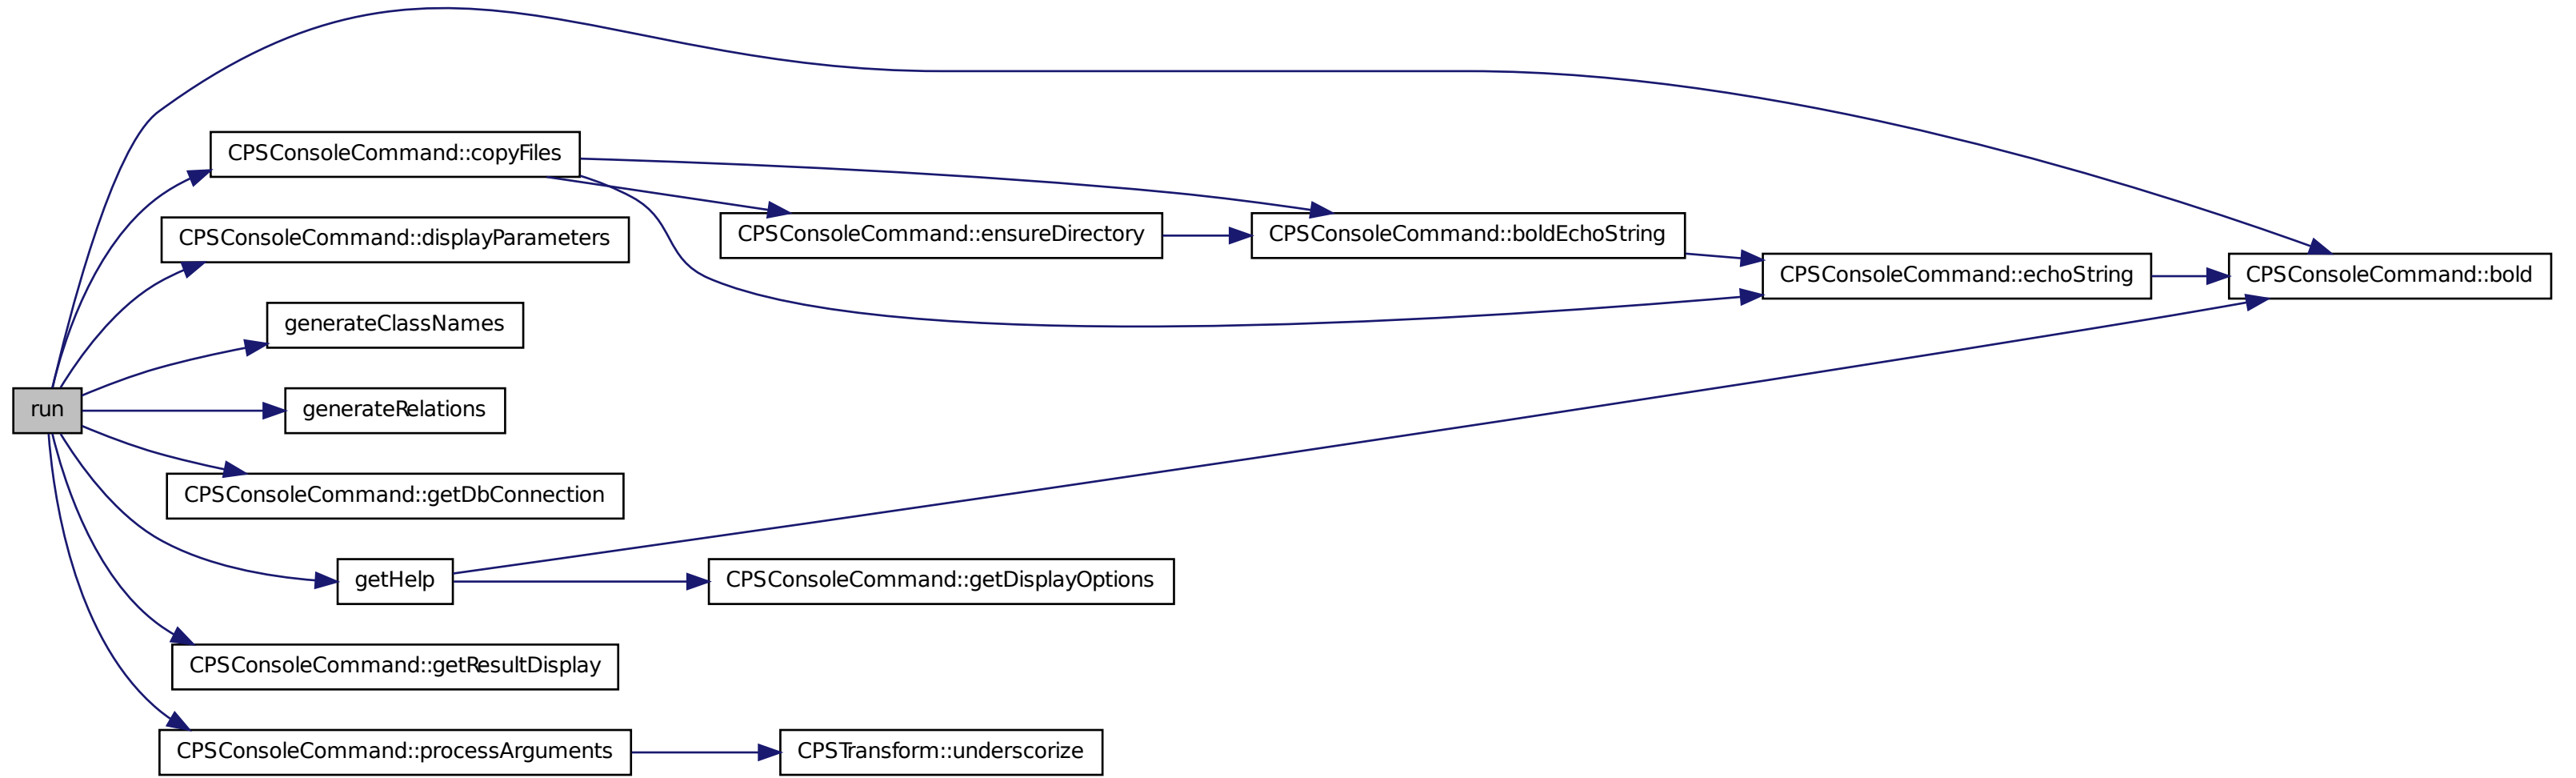 CPSConsoleCommand::copyFiles
CPSConsoleCommand::displayParameters
CPSConsoleCommand::ensureDirectory
CPSConsoleCommand::boldEchoString
CPSConsoleCommand::echoString
CPSConsoleCommand::bold
generateClassNames
run
generateRelations
CPSConsoleCommand::getDbConnection
getHelp
CPSConsoleCommand::getDisplayOptions
CPSConsoleCommand::getResultDisplay
CPSConsoleCommand::processArguments
CPSTransform::underscorize